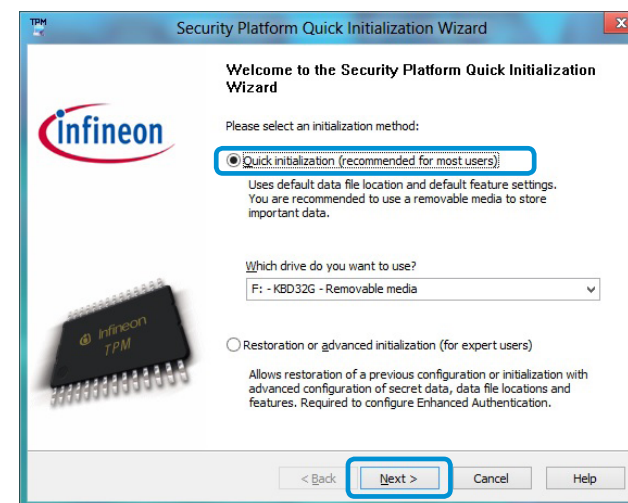 TPM
Security Platform Quick Initialization Wizard
x
Welcome to the Security Platform Quick Initialization
Wizard
infineon
Please select an initialization method:
Quick initialization (recommended for most users)
Uses default data file location and default feature settings.
You are recommended to use a removable media to store
important data.
Which drive do you want to use?
F: - KBD32G - Removable media
Infineon
TPM
Restoration or advanced initialization (for expert users)
Allows restoration of a previous configuration or initialization with
advanced configuration of secret data, data file locations and
features. Required to configure Enhanced Authentication.
< Back
Next >
Cancel
Help